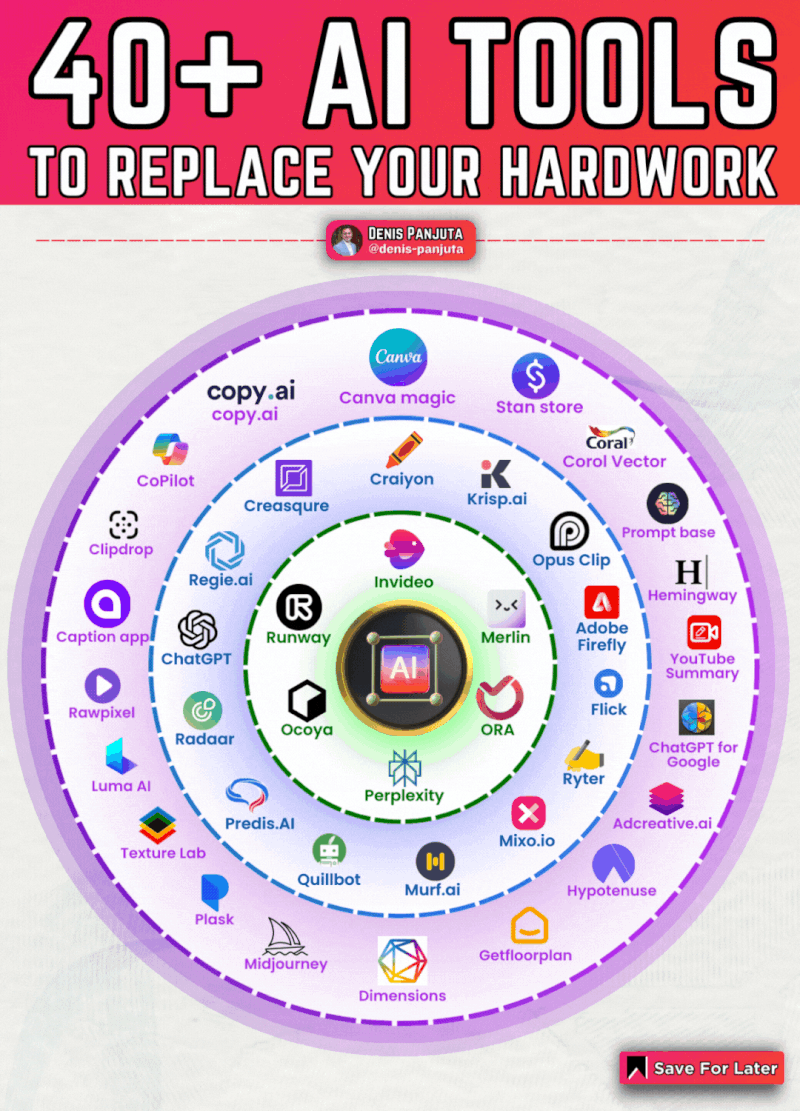 40+ AI TOOLS
TO REPLACE YOUR HARDWORK
DENIS PANJUTA
@denis-panjuta
Canva
Canva magic
copy.ai
copy.ai
Stan store
Coral
Corol Vector
CoPilot
Prompt base
Clipdrop
H
Hemingway
Caption app
YouTube
Summary
Rawpixel
ChatGPT for
Google
Luma AI
Adcreative.ai
Texture Lab
Hypotenuse
Plask
Getfloorplan
Midjourney
Dimensions
Craiyon
Creasqure
Krisp.ai
Regie.ai
Opus Clip
ChatGPT
Adobe
Firefly
Radaar
Flick
Predis.AI
Ryter
Quillbot
Mixo.io
Murf.ai
Invideo
Runway
Merlin
AI
Ocoya
ORA
Perplexity
Save For Later